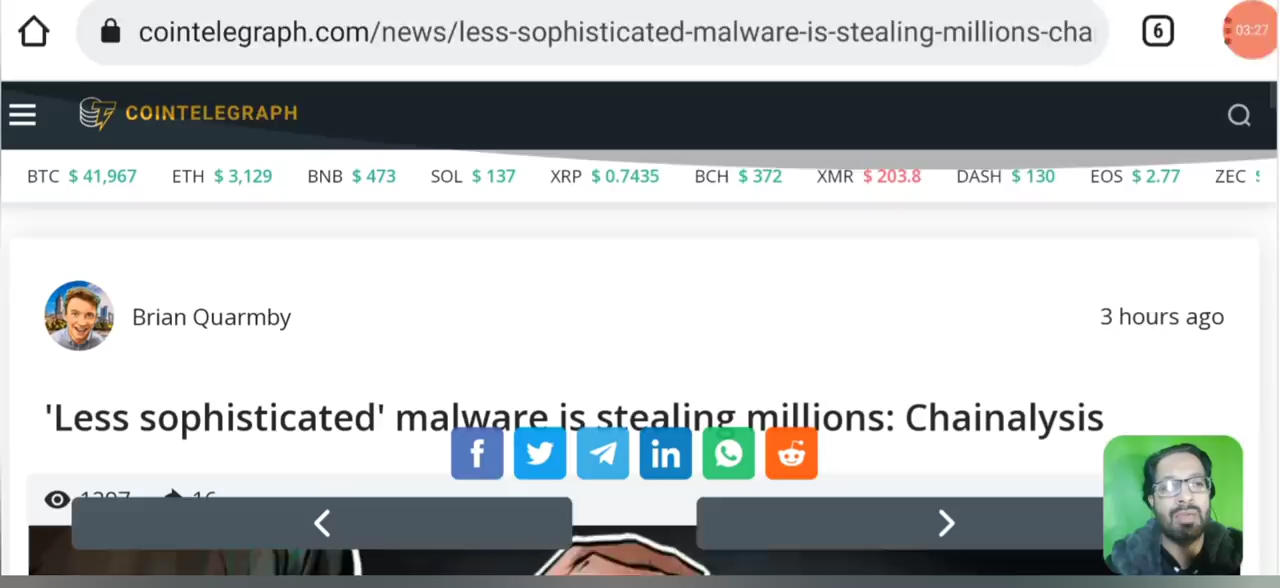 cointelegraph.com/news/less-sophisticated-malware-is-stealing-millions-cha
6
03:27
COINTELEGRAPH
BTC $ 41,967 ETH $ 3,129 BNB $ 473 SOL $ 137 XRP $ 0.7435 BCH $ 372 XMR $ 203.8 DASH $ 130 EOS $ 2.77 ZEC
Brian Quarmby
3 hours ago
'Less sophisticated' malware is stealing millions: Chainalysis
f in